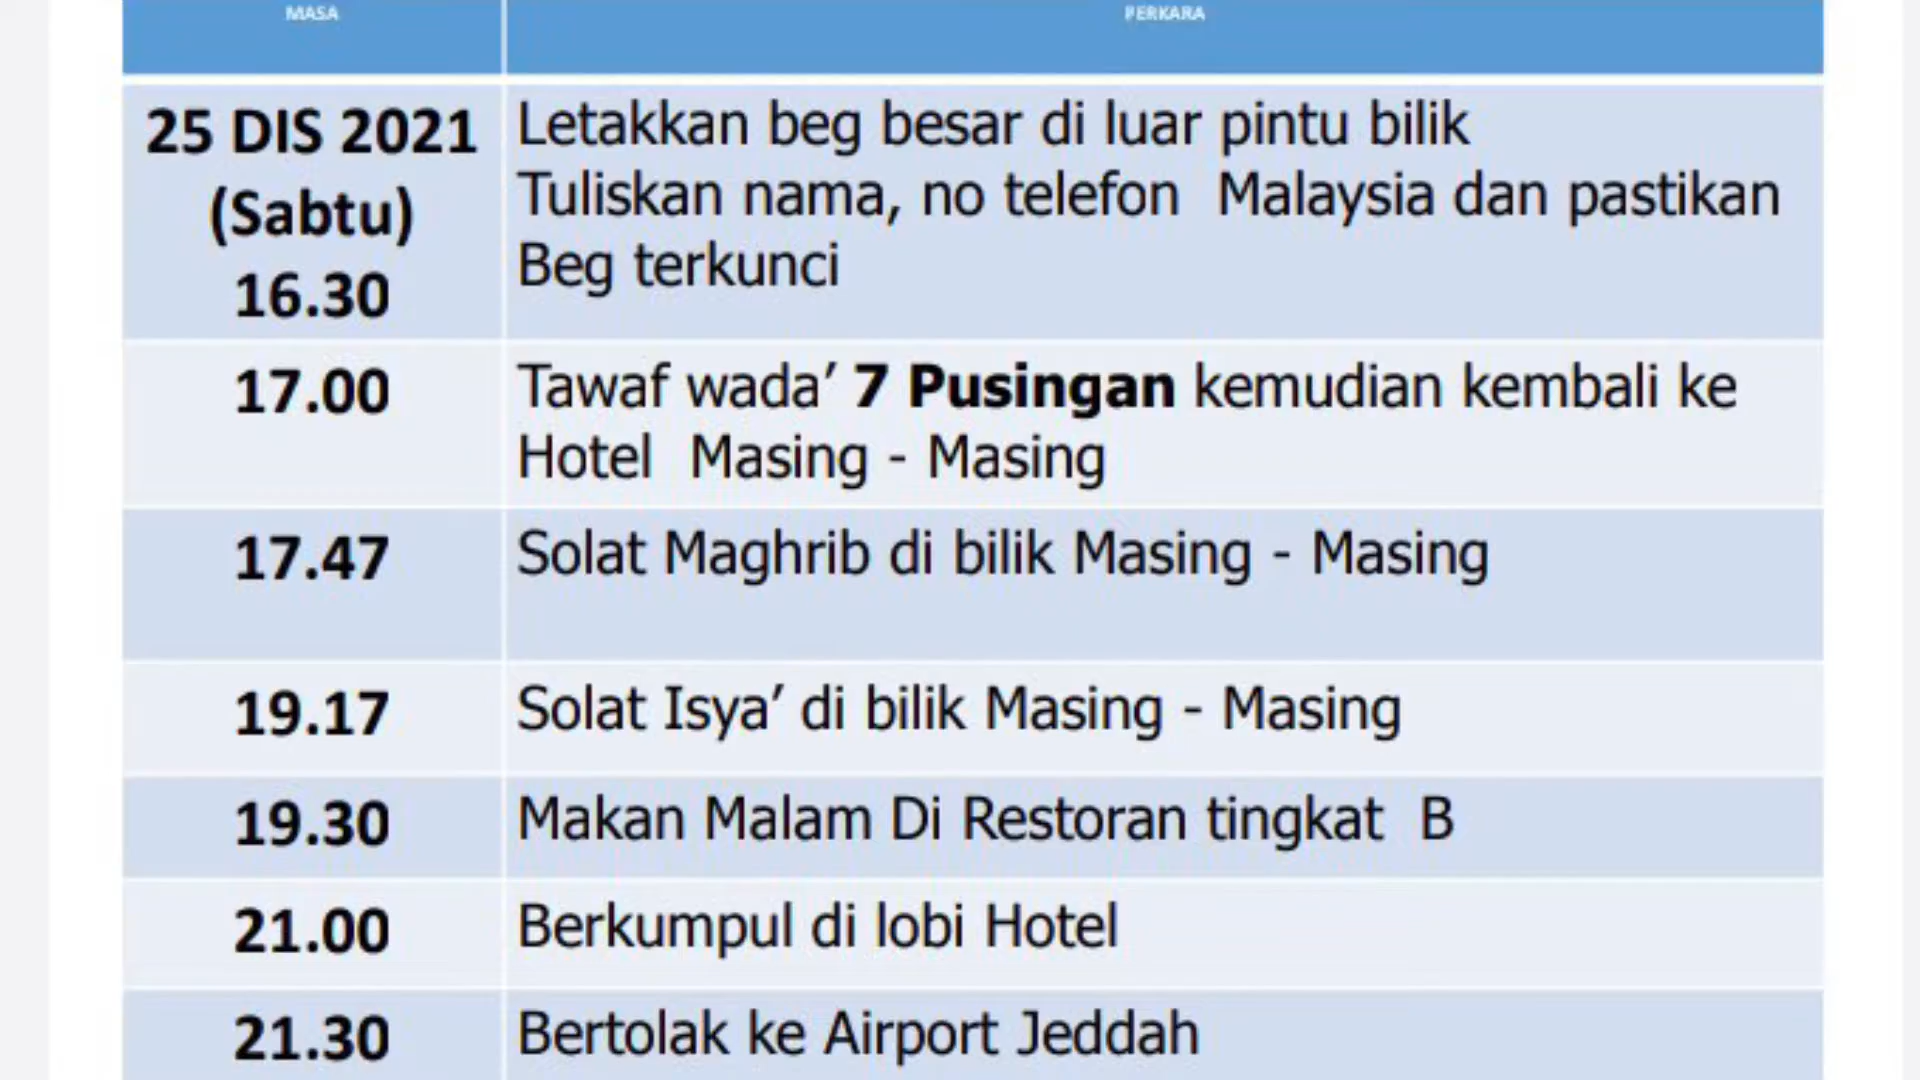 MASA PERKARA
25 DIS 2021
(Sabtu)
16.30
Letakkan beg besar di luar pintu bilik
Tuliskan nama, no telefon Malaysia dan pastikan
Beg terkunci
17.00
Tawaf wada’ 7 Pusingan kemudian kembali ke
Hotel Masing - Masing
17.47
Solat Maghrib di bilik Masing - Masing
19.17
Solat Isya’ di bilik Masing - Masing
19.30
Makan Malam Di Restoran tingkat B
21.00
Berkumpul di lobi Hotel
21.30
Bertolak ke Airport Jeddah